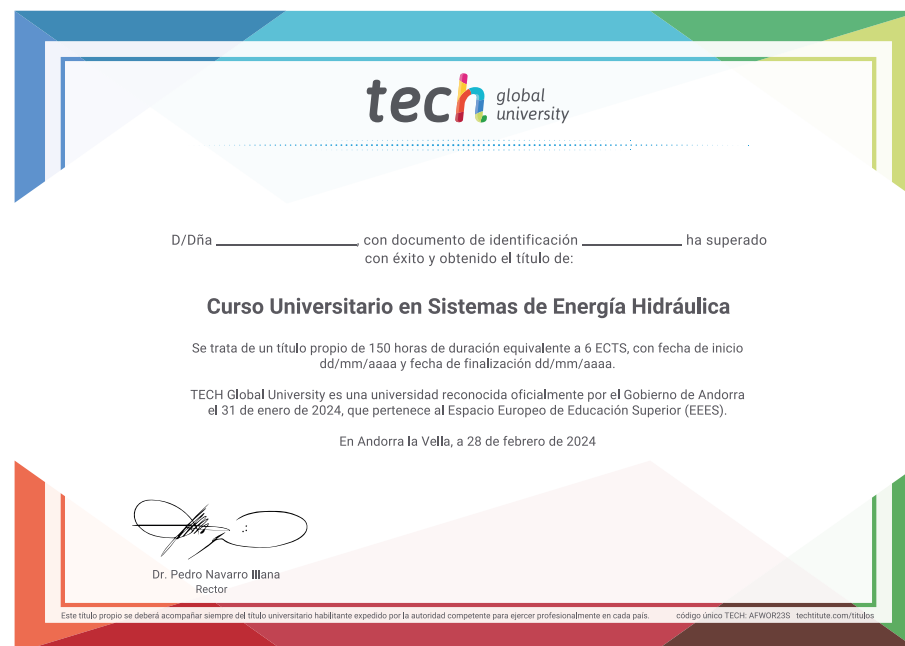 tech global university
D/Dña ____________, con documento de identificación ____________ ha superado
con éxito y obtenido el título de:
Curso Universitario en Sistemas de Energía Hidráulica
Se trata de un título propio de 150 horas de duración equivalente a 6 ECTS, con fecha de inicio
dd/mm/aaaa y fecha de finalización dd/mm/aaaa.
TECH Global University es una universidad reconocida oficialmente por el Gobierno de Andorra
el 31 de enero de 2024, que pertenece al Espacio Europeo de Educación Superior (EEES).
En Andorra la Vella, a 28 de febrero de 2024
Dr. Pedro Navarro Illana
Rector
Este título propio se deberá acompañar siempre del título universitario habilitante expedido por la autoridad competente para ejercer profesionalmente en cada país. código único TECH: AFWOR23S techtitute.com/titulos